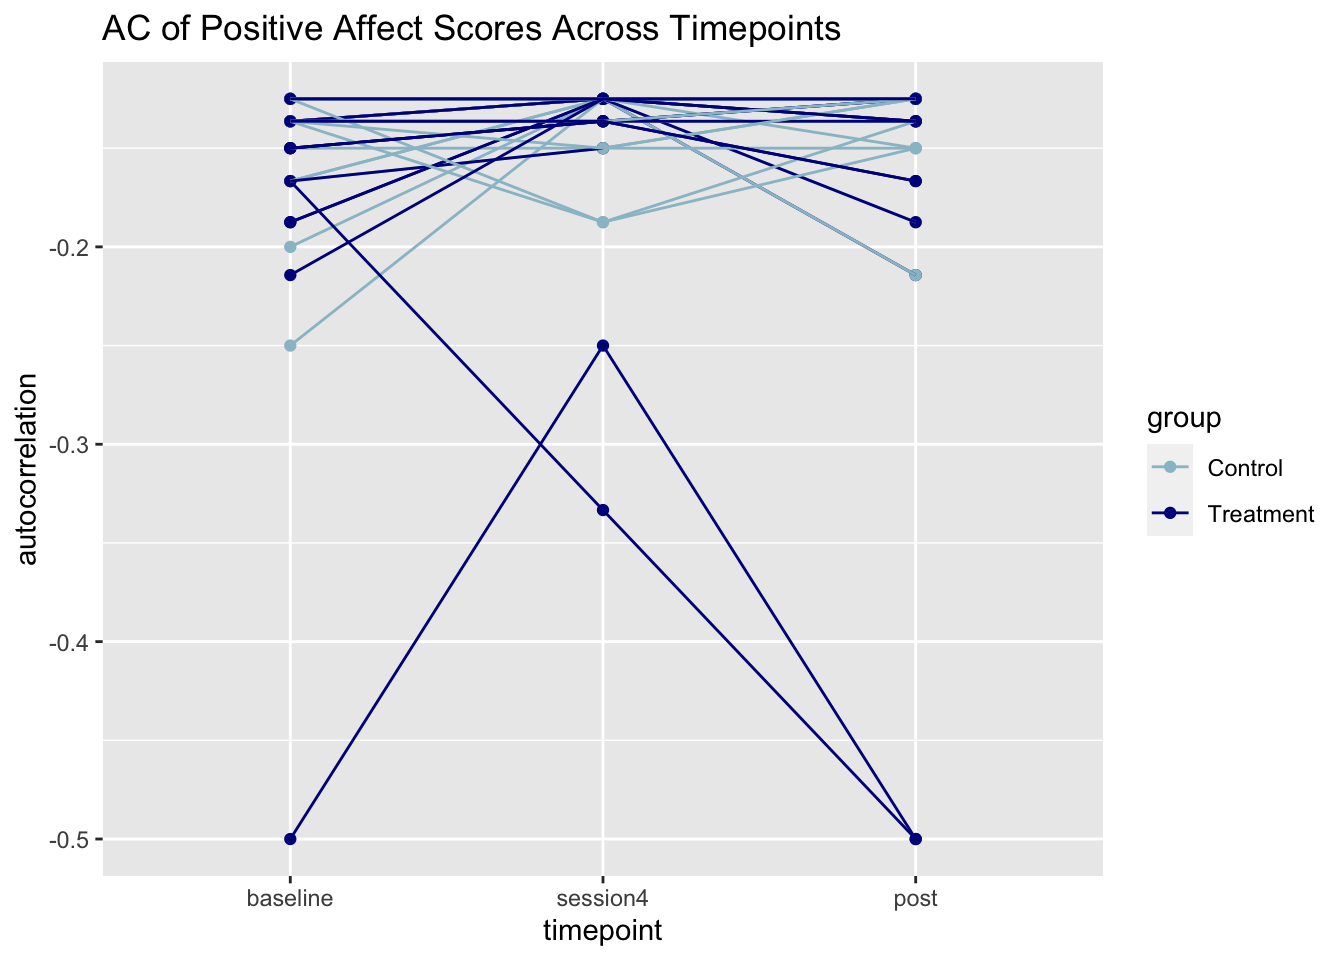 AC of Positive Affect Scores Across Timepoints
-0.2
-0.3
-0.4
-0.5
autocorrelation
baseline
session4
post
timepoint
group
Control
Treatment